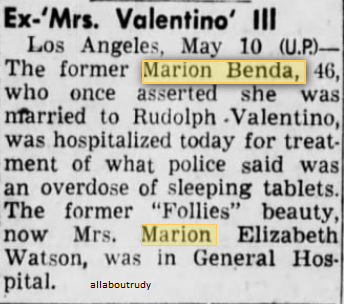 Ex-'Mrs. Valentino' Ill
Los Angeles, May 10 (U.P.)—
The former Marion Benda, 46,
who once asserted she was
married to Rudolph Valentino,
was hospitalized today for treat-
ment of what police said was
an overdose of sleeping tablets.
The former "Follies" beauty,
now Mrs. Marion Elizabeth
Watson, was in General Hos-
pital.
allaboutrudy